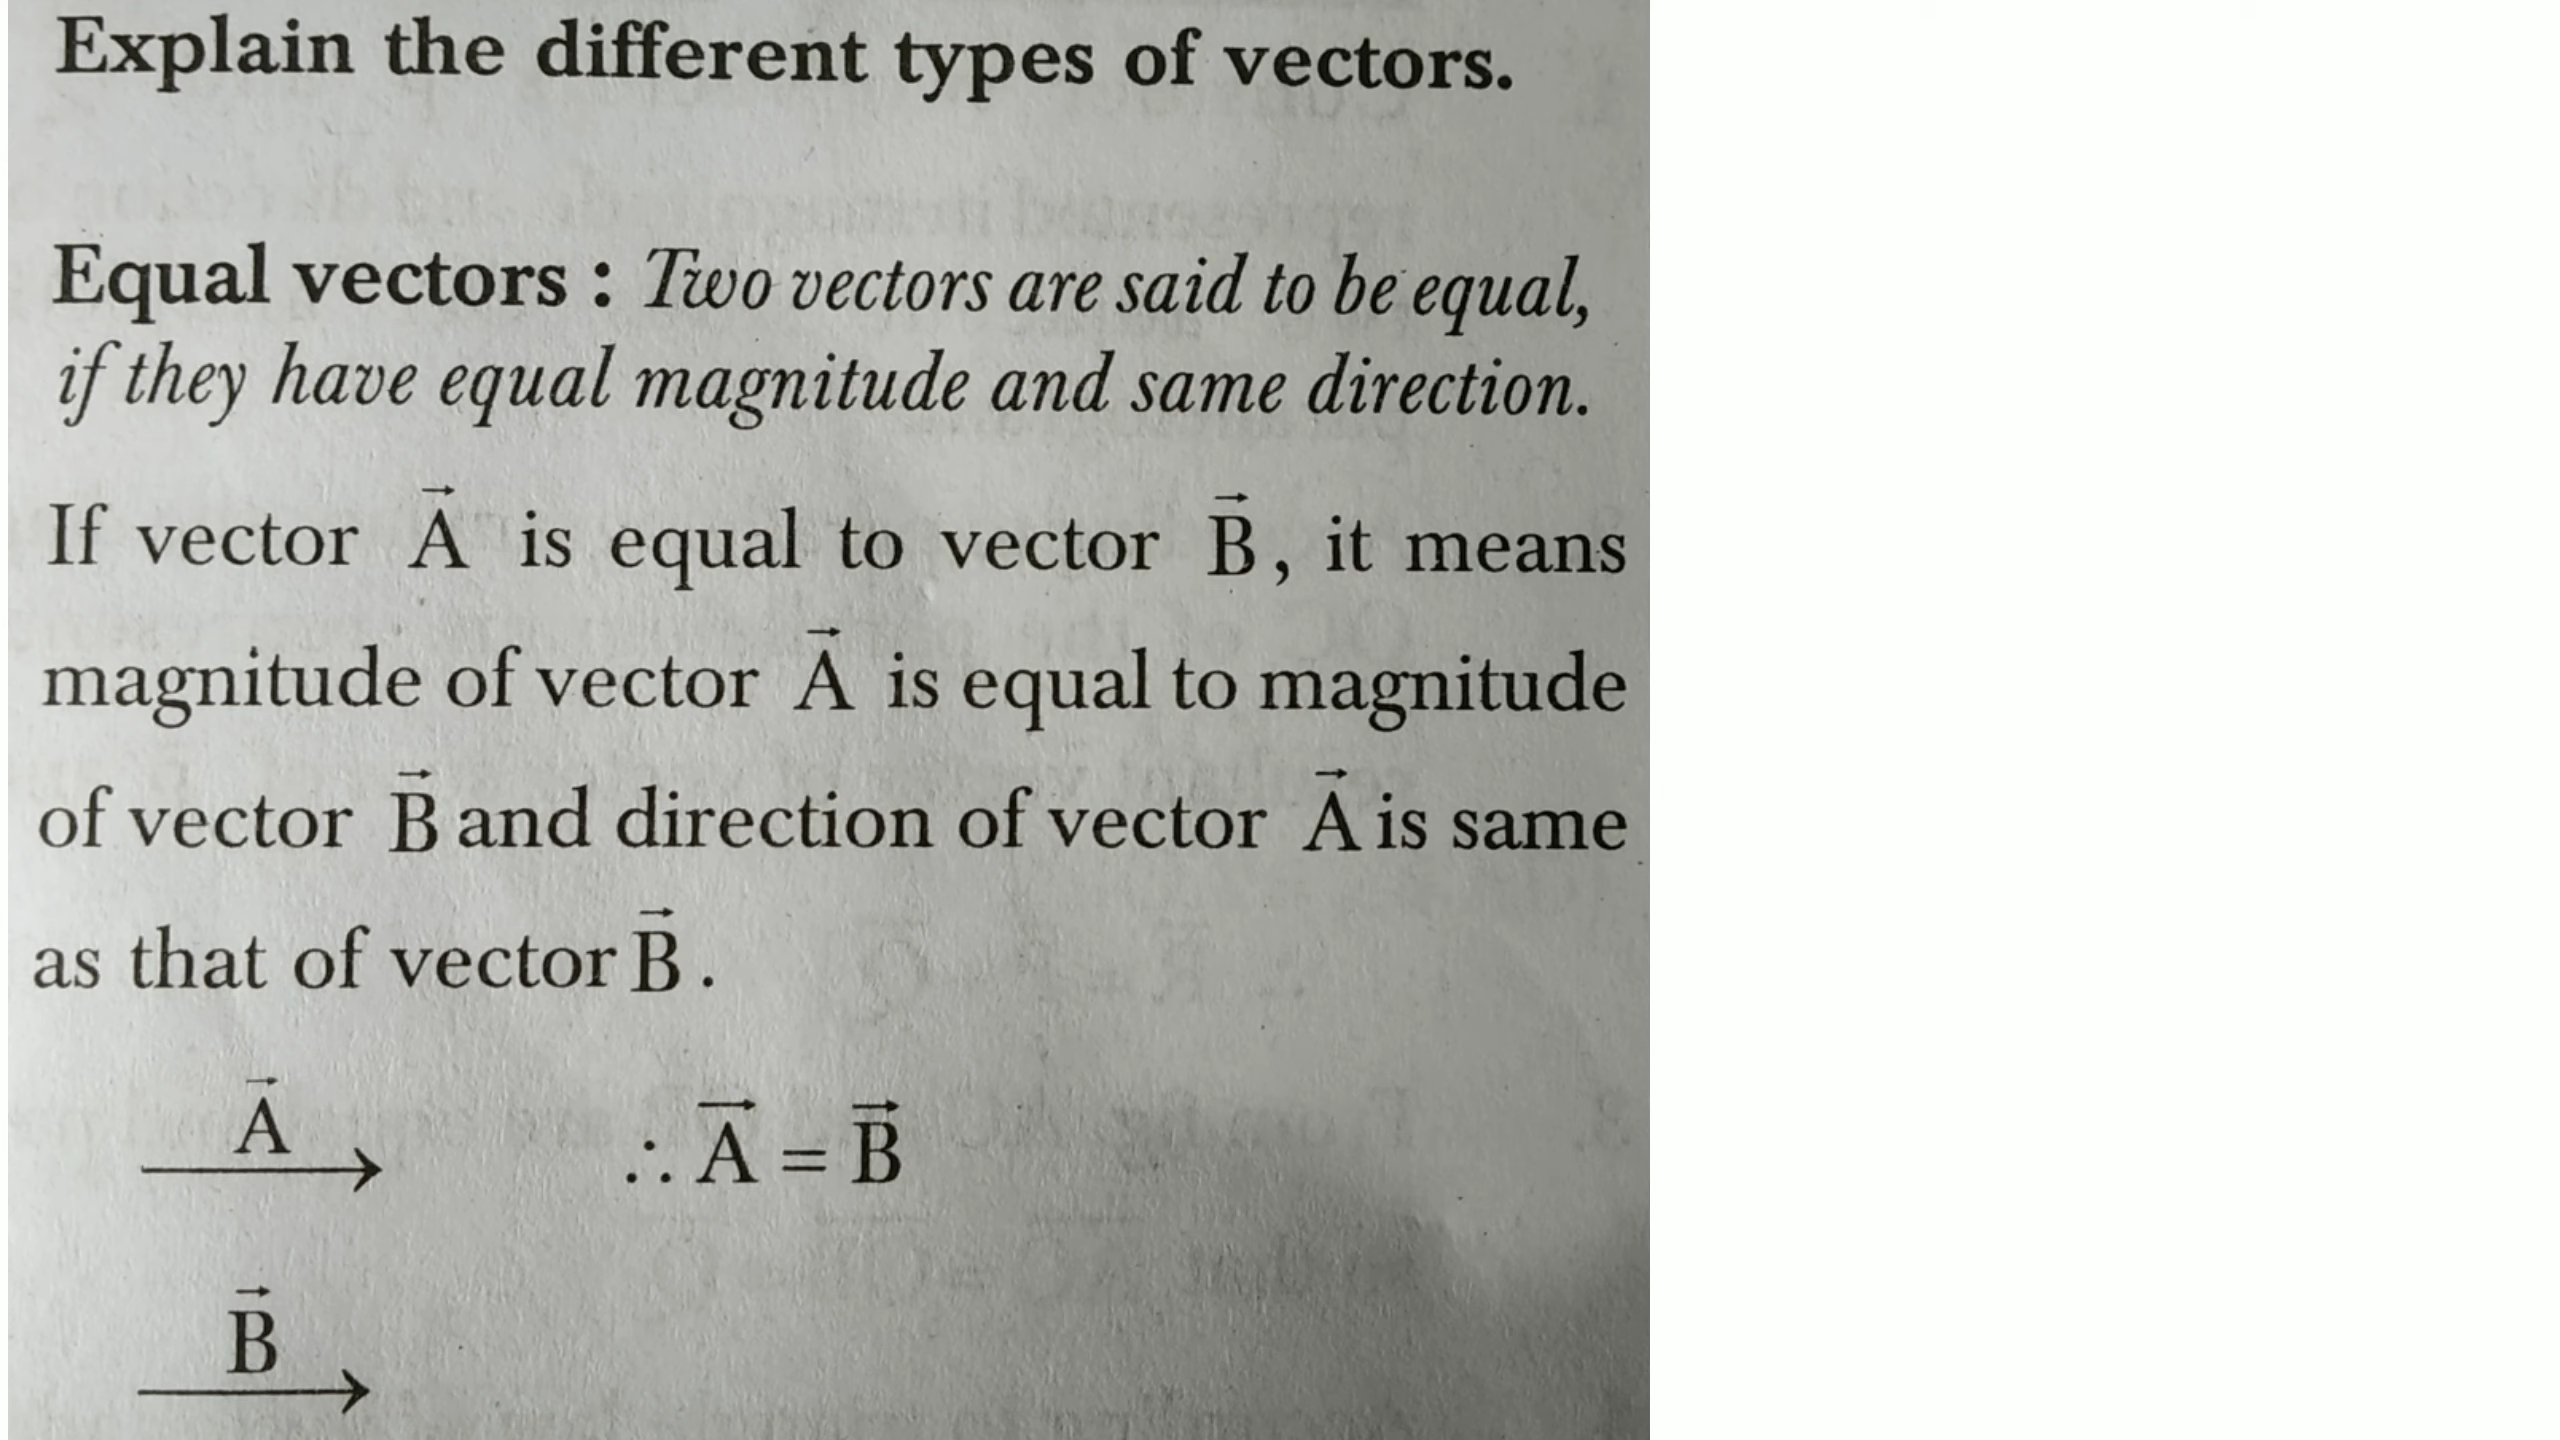 Explain the different types of vectors.
Equal vectors : Two vectors are said to be equal,
if they have equal magnitude and same direction.
If vector A⃗ is equal to vector B⃗, it means
magnitude of vector A⃗ is equal to magnitude
of vector B⃗ and direction of vector A⃗ is same
as that of vector B⃗.
A⃗
∴ A⃗ = B⃗
B⃗